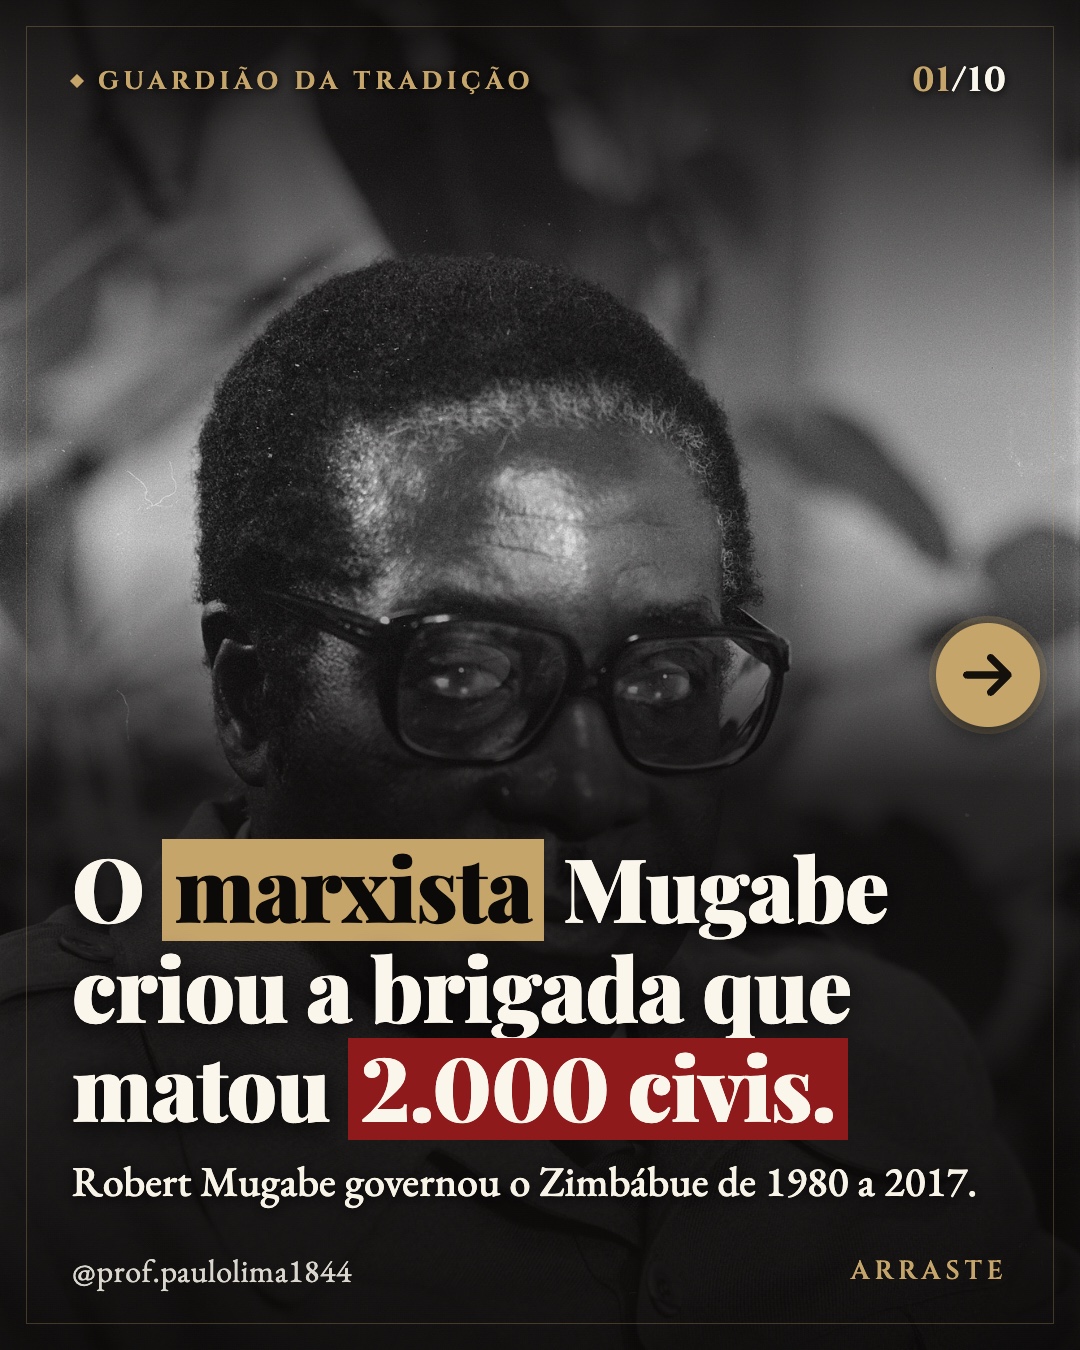 GUARDIÃO DA TRADIÇÃO
01/10
O marxista Mugabe
criou a brigada que
matou 2.000 civis.
Robert Mugabe governou o Zimbábue de 1980 a 2017.
@prof.paulolima1844
ARRASTE